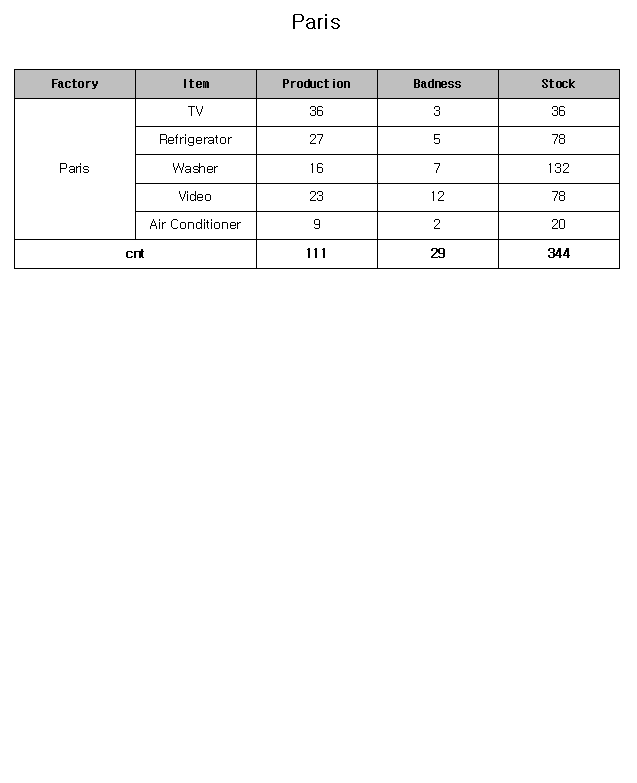 Paris
Factory Item Production Badness Stock
TV 36 3 36
Refrigerator 27 5 78
Paris Washer 16 7 132
Video 23 12 78
Air Conditioner 9 2 20
cnt 111 29 344